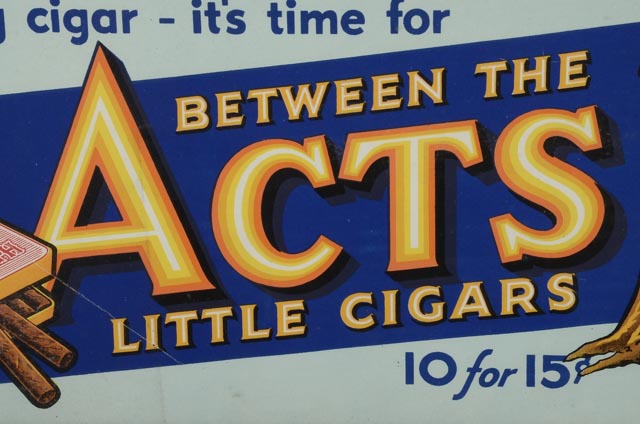 cigar - it's time for
BETWEEN THE
ACTS
LITTLE CIGARS
10 for 15¢